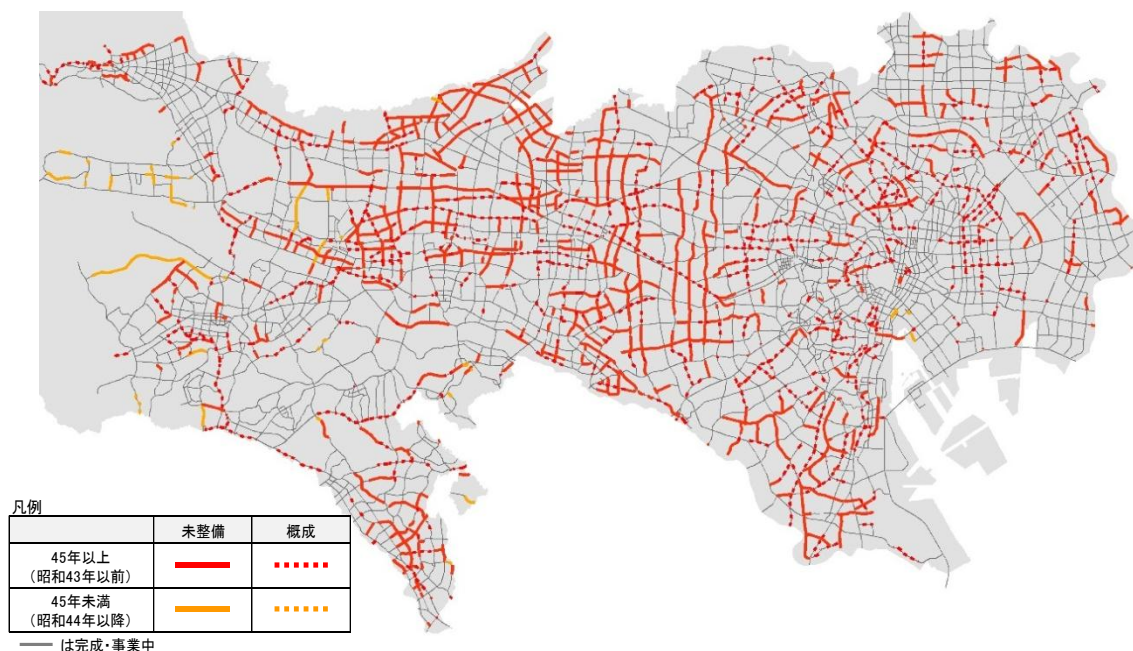 凡例
未整備 概成
45年以上
（昭和43年以前）
45年未満
（昭和44年以降）
は完成・事業中